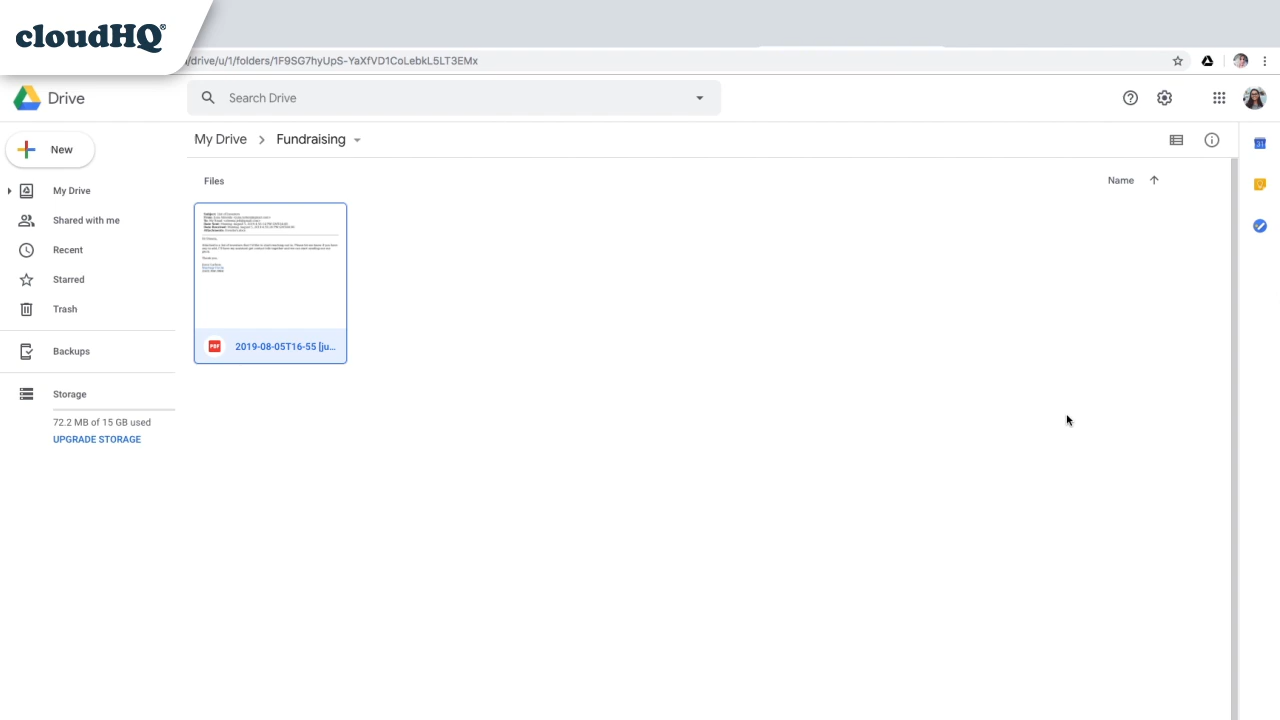 cloudHQ®
/drive/u/1/folders/1F9SG7hyUpS-YaXfVD1CoLebkL5LT3EMx
Drive
Search Drive
New
My Drive
Shared with me
Recent
Starred
Trash
Backups
Storage
72.2 MB of 15 GB used
UPGRADE STORAGE
My Drive > Fundraising
Files
Name
PDF
2019-08-05T16-55 [ju...
31